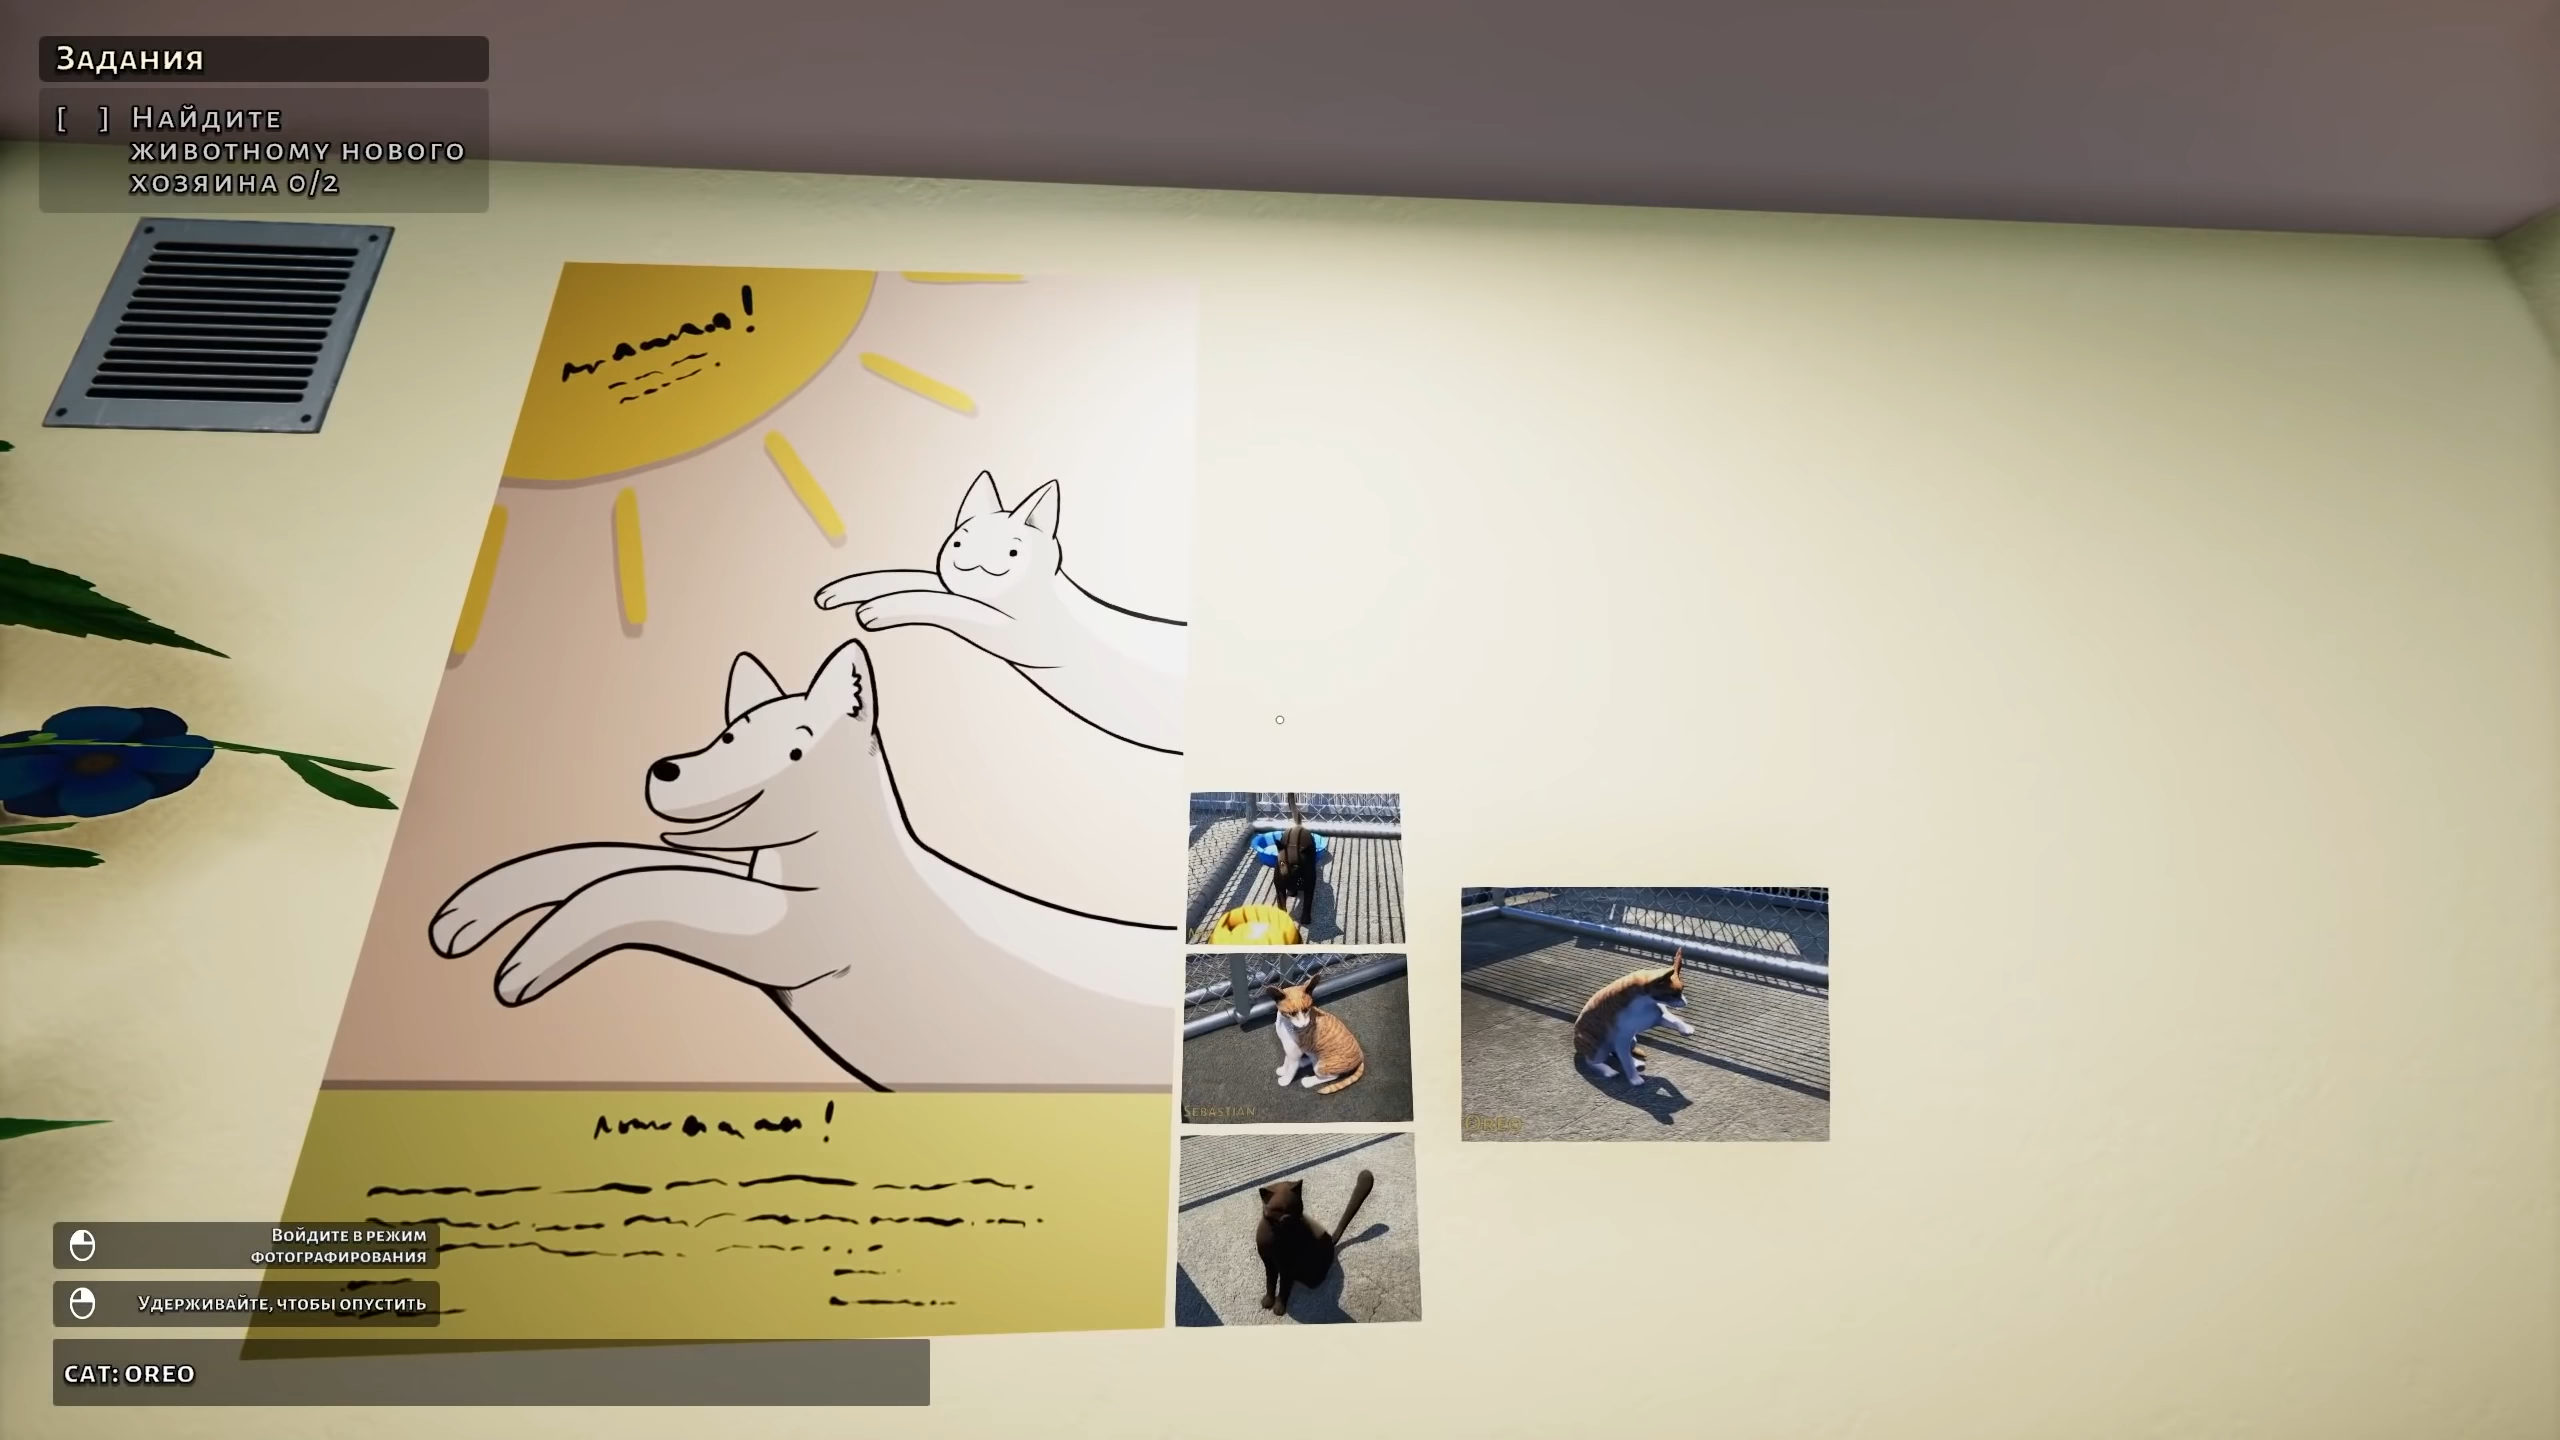 Задания
[ ] Найдите
животному нового
хозяина 0/2
Sebastian
Oreo
Войдите в режим
фотографирования
Удерживайте, чтобы опустить
CAT: OREO